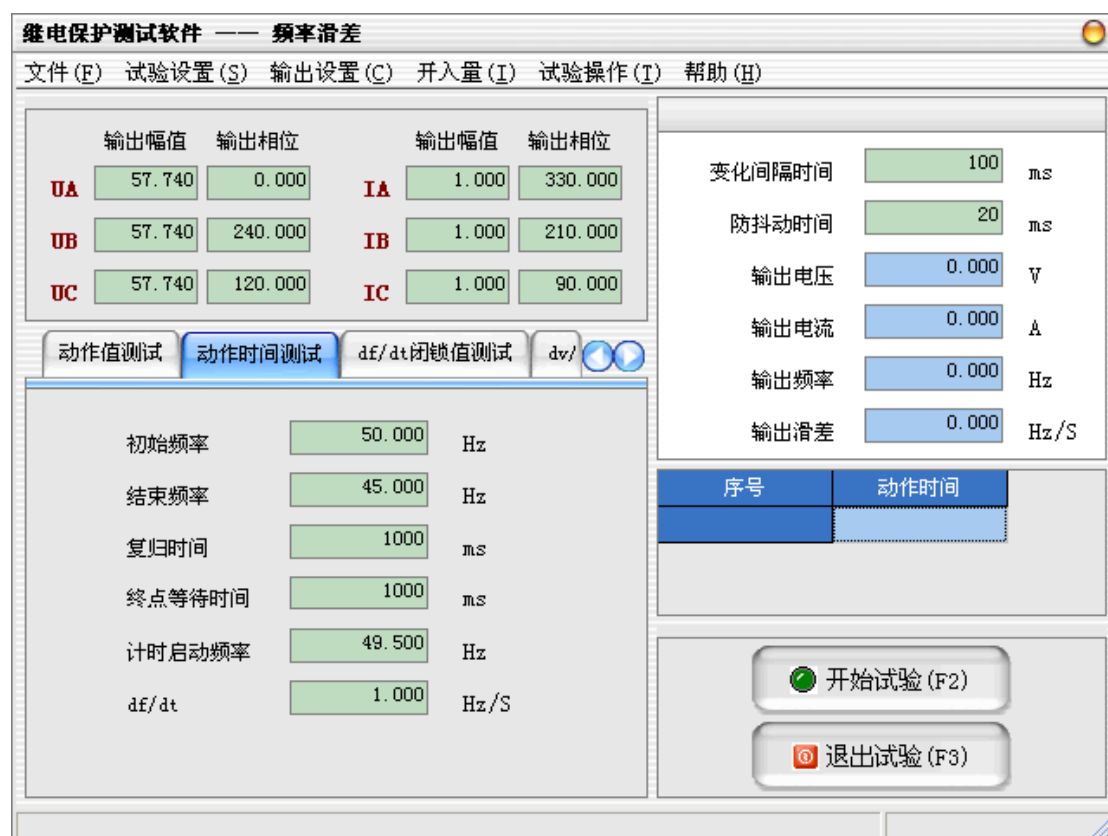 继电保护测试软件 —— 频率滑差
文件(F) 试验设置(S) 输出设置(C) 开入量(I) 试验操作(T) 帮助(H)
输出幅值 输出相位 输出幅值 输出相位
UA 57.740 0.000 IA 1.000 330.000
UB 57.740 240.000 IB 1.000 210.000
UC 57.740 120.000 IC 1.000 90.000
变化间隔时间 100 ms
防抖动时间 20 ms
输出电压 0.000 V
输出电流 0.000 A
输出频率 0.000 Hz
输出滑差 0.000 Hz/S
动作值测试 动作时间测试 df/dt闭锁值测试 dv/
初始频率 50.000 Hz
结束频率 45.000 Hz
复归时间 1000 ms
终点等待时间 1000 ms
计时启动频率 49.500 Hz
df/dt 1.000 Hz/S
序号 动作时间
开始试验(F2)
退出试验(F3)